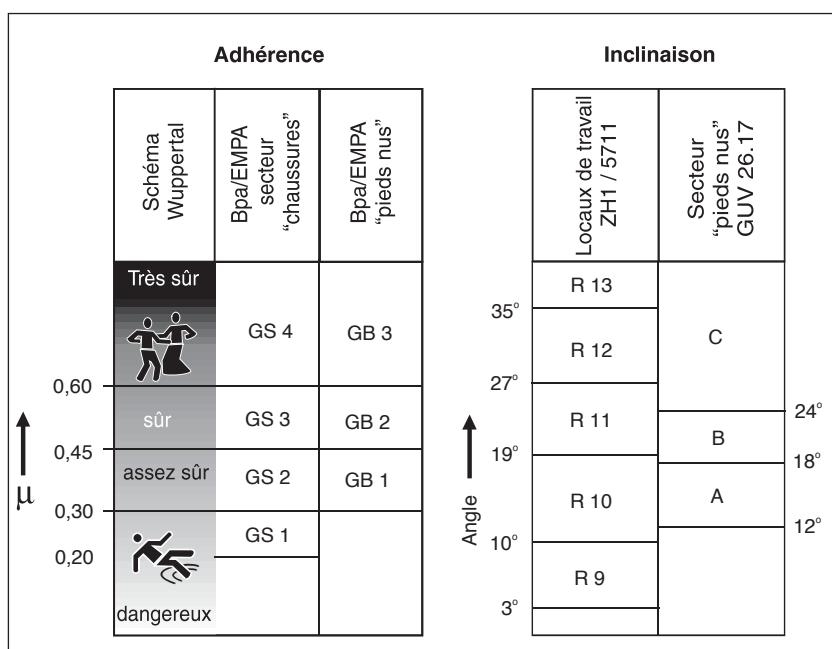 Adhérence
Schéma
Wuppertal
Bpa/EMPA
secteur
“chaussures”
Bpa/EMPA
“pieds nus”
Très sûr
GS 4
GB 3
0,60
sûr
GS 3
GB 2
0,45
assez sûr
GS 2
GB 1
µ
0,30
GS 1
0,20
dangereux
Inclinaison
Locaux de travail
ZH1 / 5711
Secteur
“pieds nus”
GUV 26.17
R 13
35°
R 12
C
27°
24°
R 11
B
19°
18°
R 10
A
12°
Angle
10°
R 9
3°